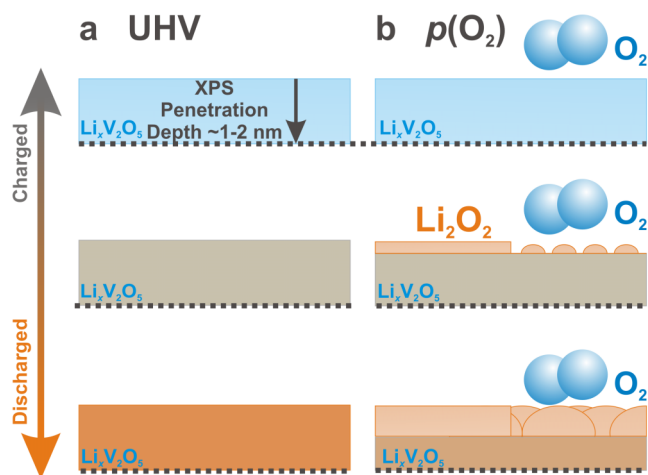 a UHV
b p(O₂)
O₂
XPS
Penetration
Depth ~1-2 nm
LiₓV₂O₅
LiₓV₂O₅
Charged
Li₂O₂
O₂
LiₓV₂O₅
LiₓV₂O₅
Discharged
O₂
LiₓV₂O₅
LiₓV₂O₅